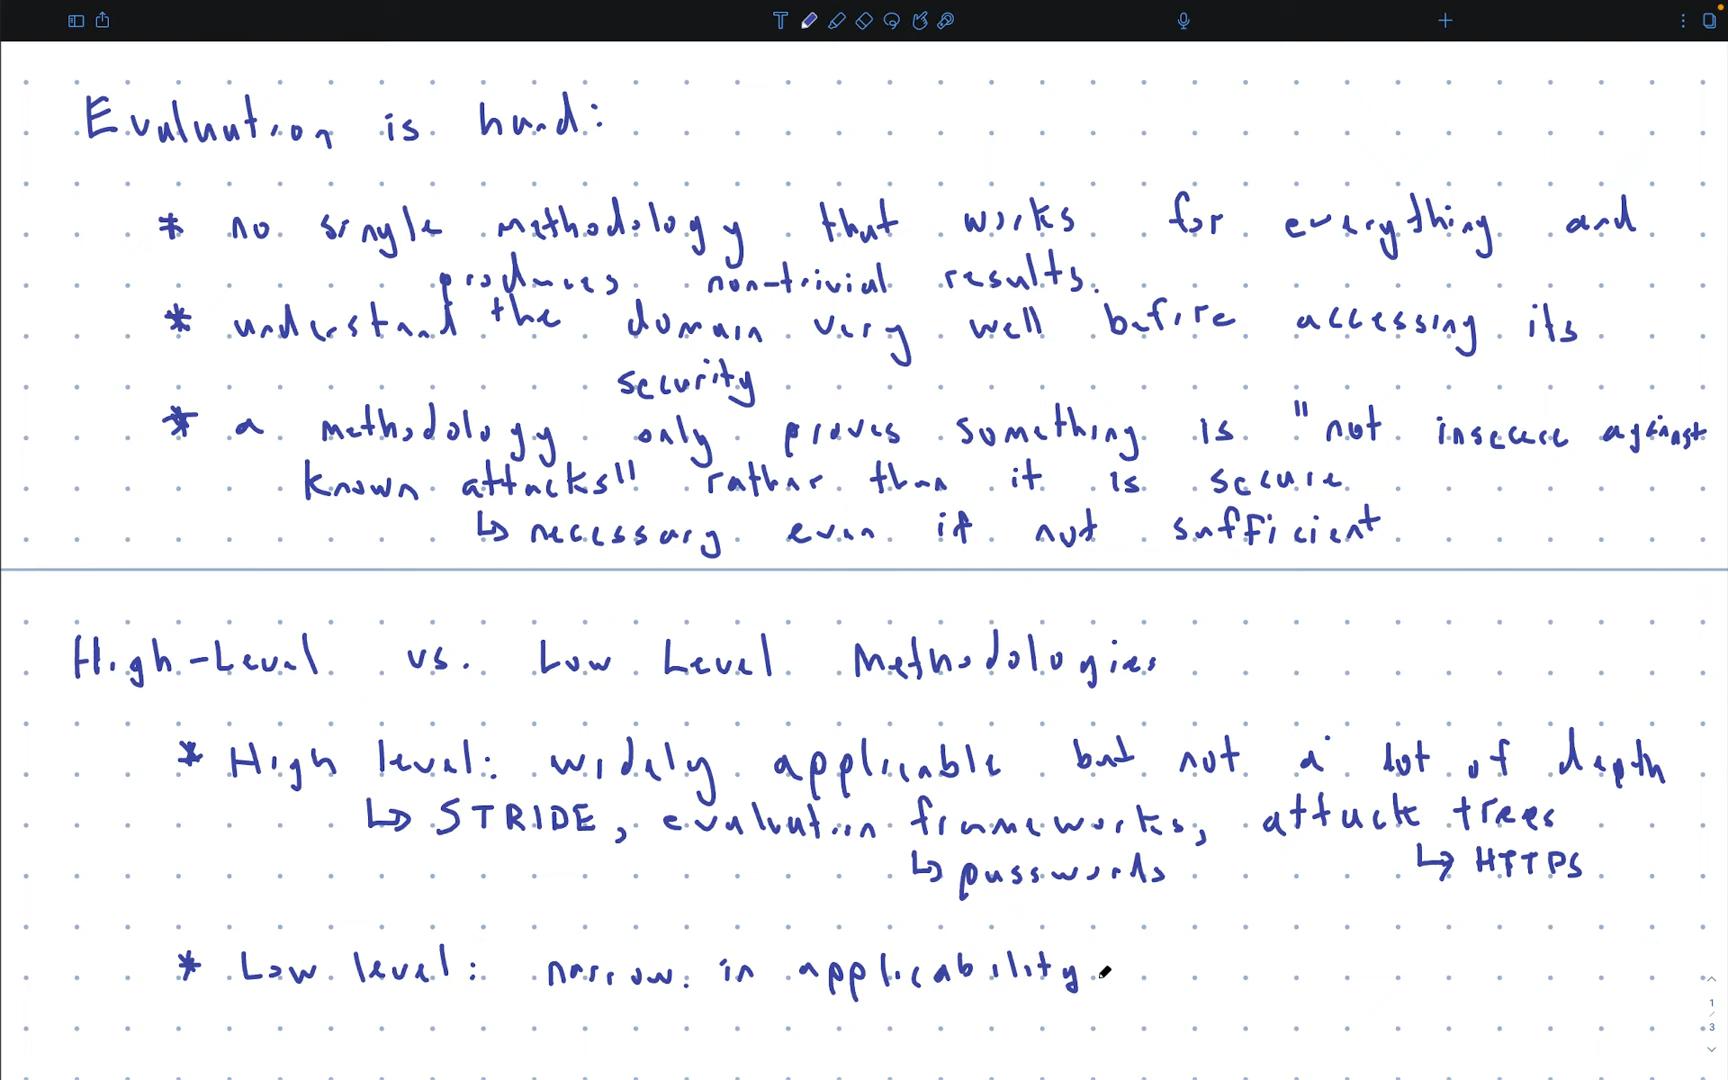 Evaluation is hard:
* no single methodology that works for everything and
produces non-trivial results.
* understand the domain very well before accessing its
security
* a methodology only proves something is "not insecure against
known attacks" rather than it is secure
↳ necessary even if not sufficient
High-Level vs. Low Level Methodologies
* High level: widely applicable but not a lot of depth
↳ STRIDE, evaluation frameworks, attack trees
↳ passwords ↳ HTTPS
* Low level: narrow in applicability
1
/
3